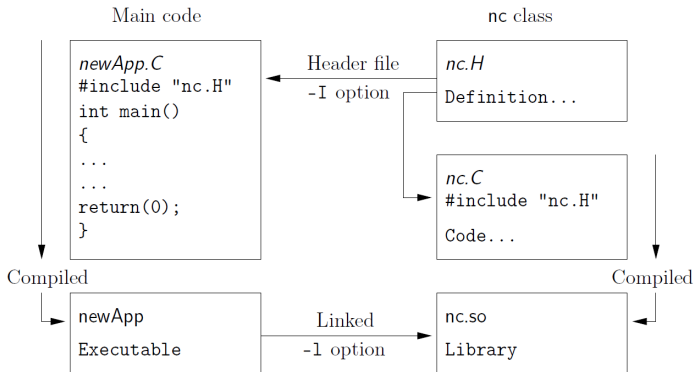 Main code
nc class
newApp.C
#include "nc.H"
int main()
{
...
...
return(0);
}
Header file
-I option
nc.H
Definition...
nc.C
#include "nc.H"
Code...
Compiled
Compiled
newApp
Executable
Linked
-l option
nc.so
Library